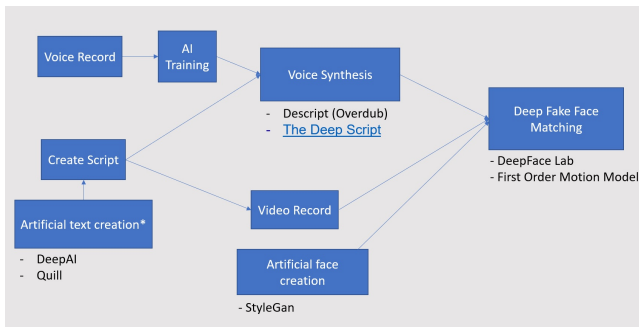 Voice Record
AI
Training
Voice Synthesis
- Descript (Overdub)
- The Deep Script
Deep Fake Face
Matching
- DeepFace Lab
- First Order Motion Model
Create Script
Artificial text creation*
- DeepAI
- Quill
Video Record
Artificial face
creation
- StyleGan